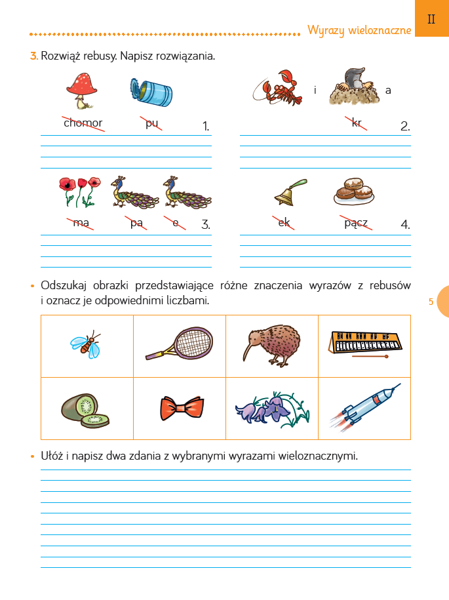 II
Wyrazy wieloznaczne
3. Rozwiąż rebusy. Napisz rozwiązania.
i a
chomor pu 1. kr 2.
ma pa e 3. ek pącz 4.
• Odszukaj obrazki przedstawiające różne znaczenia wyrazów z rebusów
i oznacz je odpowiednimi liczbami.
5
• Ułóż i napisz dwa zdania z wybranymi wyrazami wieloznacznymi.